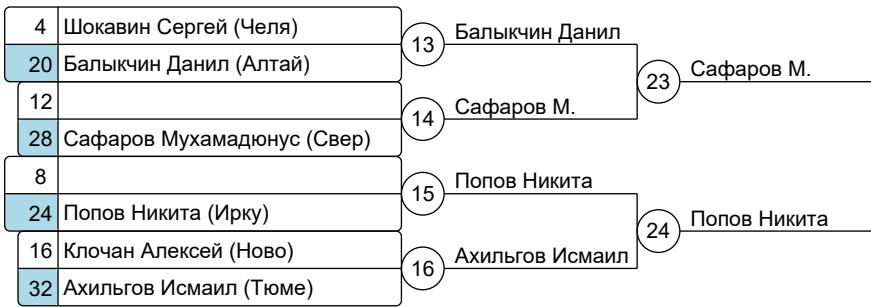 4 Шокавин Сергей (Челя)
20 Балыкчин Данил (Алтай)
13 Балыкчин Данил
12
28 Сафаров Мухамадюнус (Свер)
14 Сафаров М.
23 Сафаров М.
8
24 Попов Никита (Ирку)
15 Попов Никита
16 Клочан Алексей (Ново)
32 Ахильгов Исмаил (Тюме)
16 Ахильгов Исмаил
24 Попов Никита